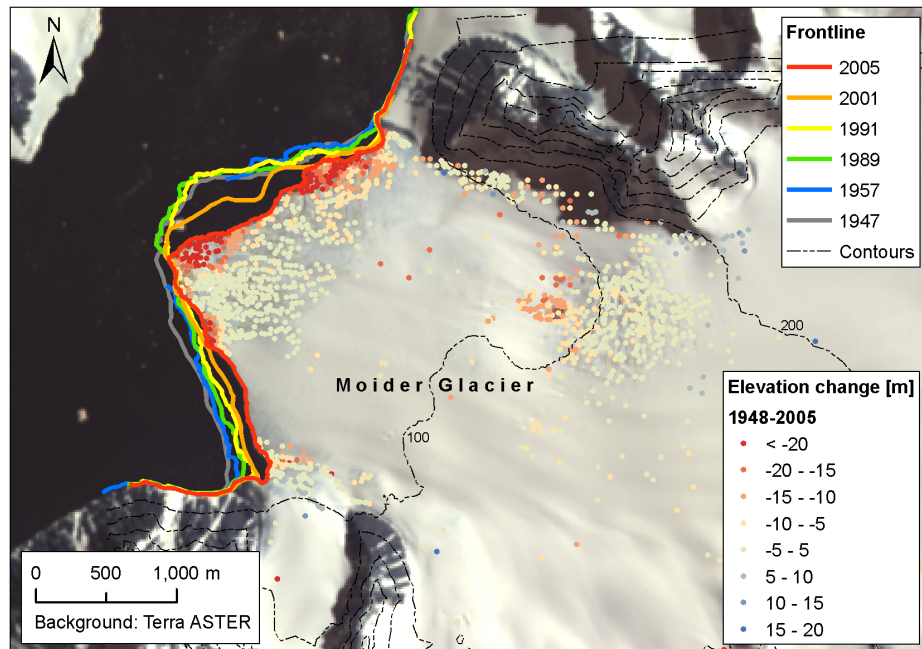 N
Frontline
2005
2001
1991
1989
1957
1947
Contours
200
Moider Glacier
100
Elevation change [m]
1948-2005
< -20
-20 - -15
-15 - -10
-10 - -5
-5 - 5
5 - 10
10 - 15
15 - 20
0 500 1,000 m
Background: Terra ASTER